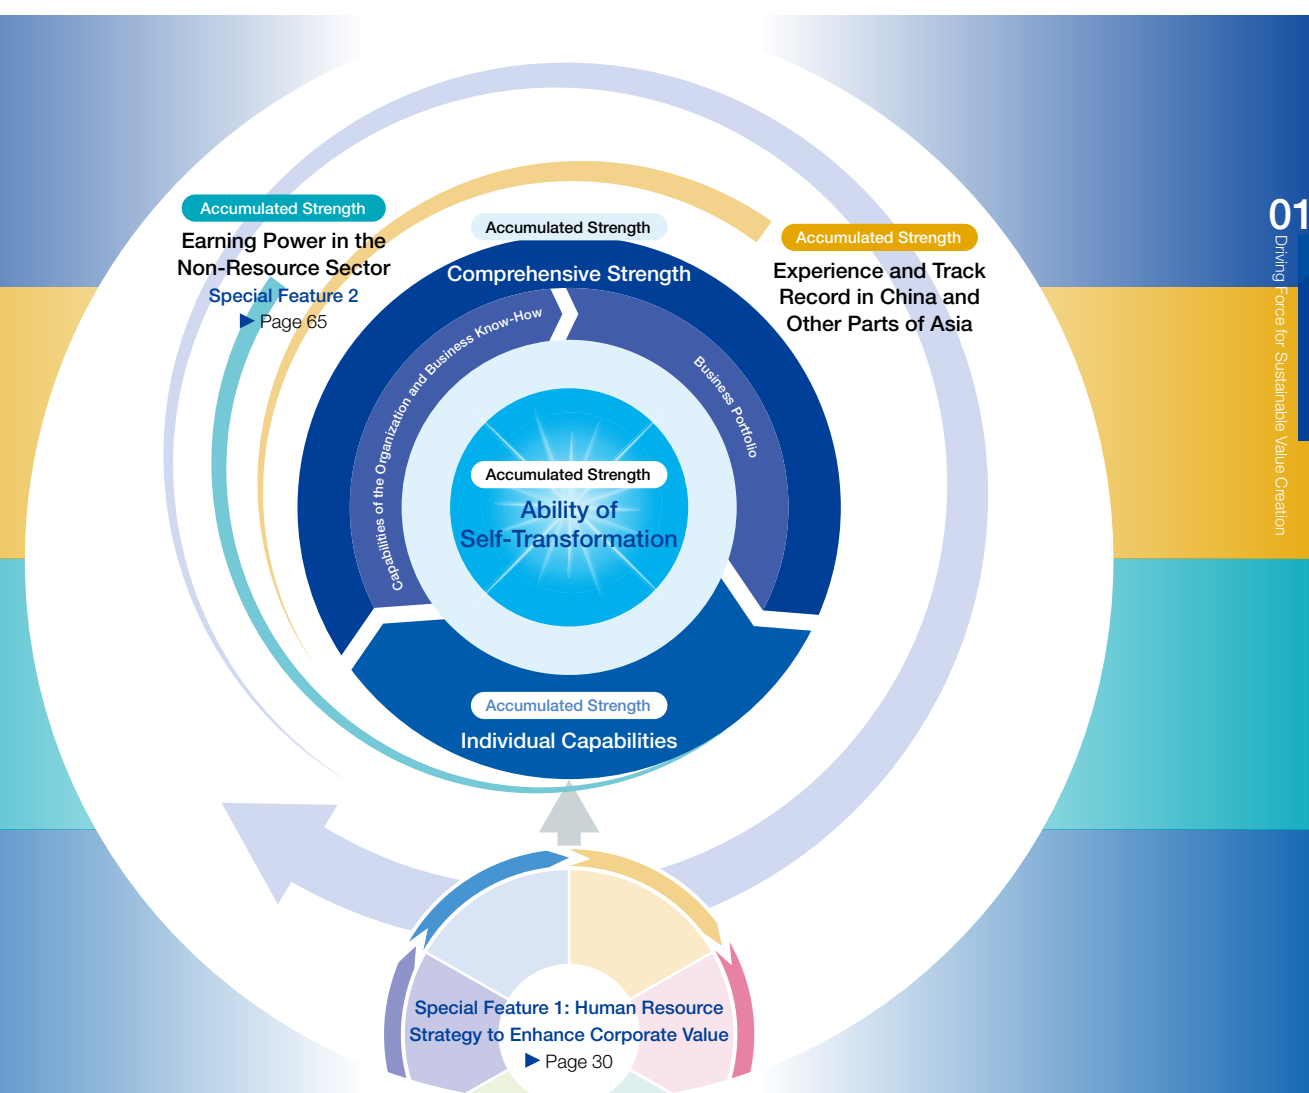 Accumulated Strength
Earning Power in the
Non-Resource Sector
Special Feature 2
▶ Page 65
Accumulated Strength
Comprehensive Strength
Accumulated Strength
Experience and Track
Record in China and
Other Parts of Asia
Capabilities of the Organization and Business Know-How
Business Portfolio
Accumulated Strength
Ability of
Self-Transformation
Accumulated Strength
Individual Capabilities
Special Feature 1: Human Resource
Strategy to Enhance Corporate Value
▶ Page 30
01
Driving Force for Sustainable Value Creation